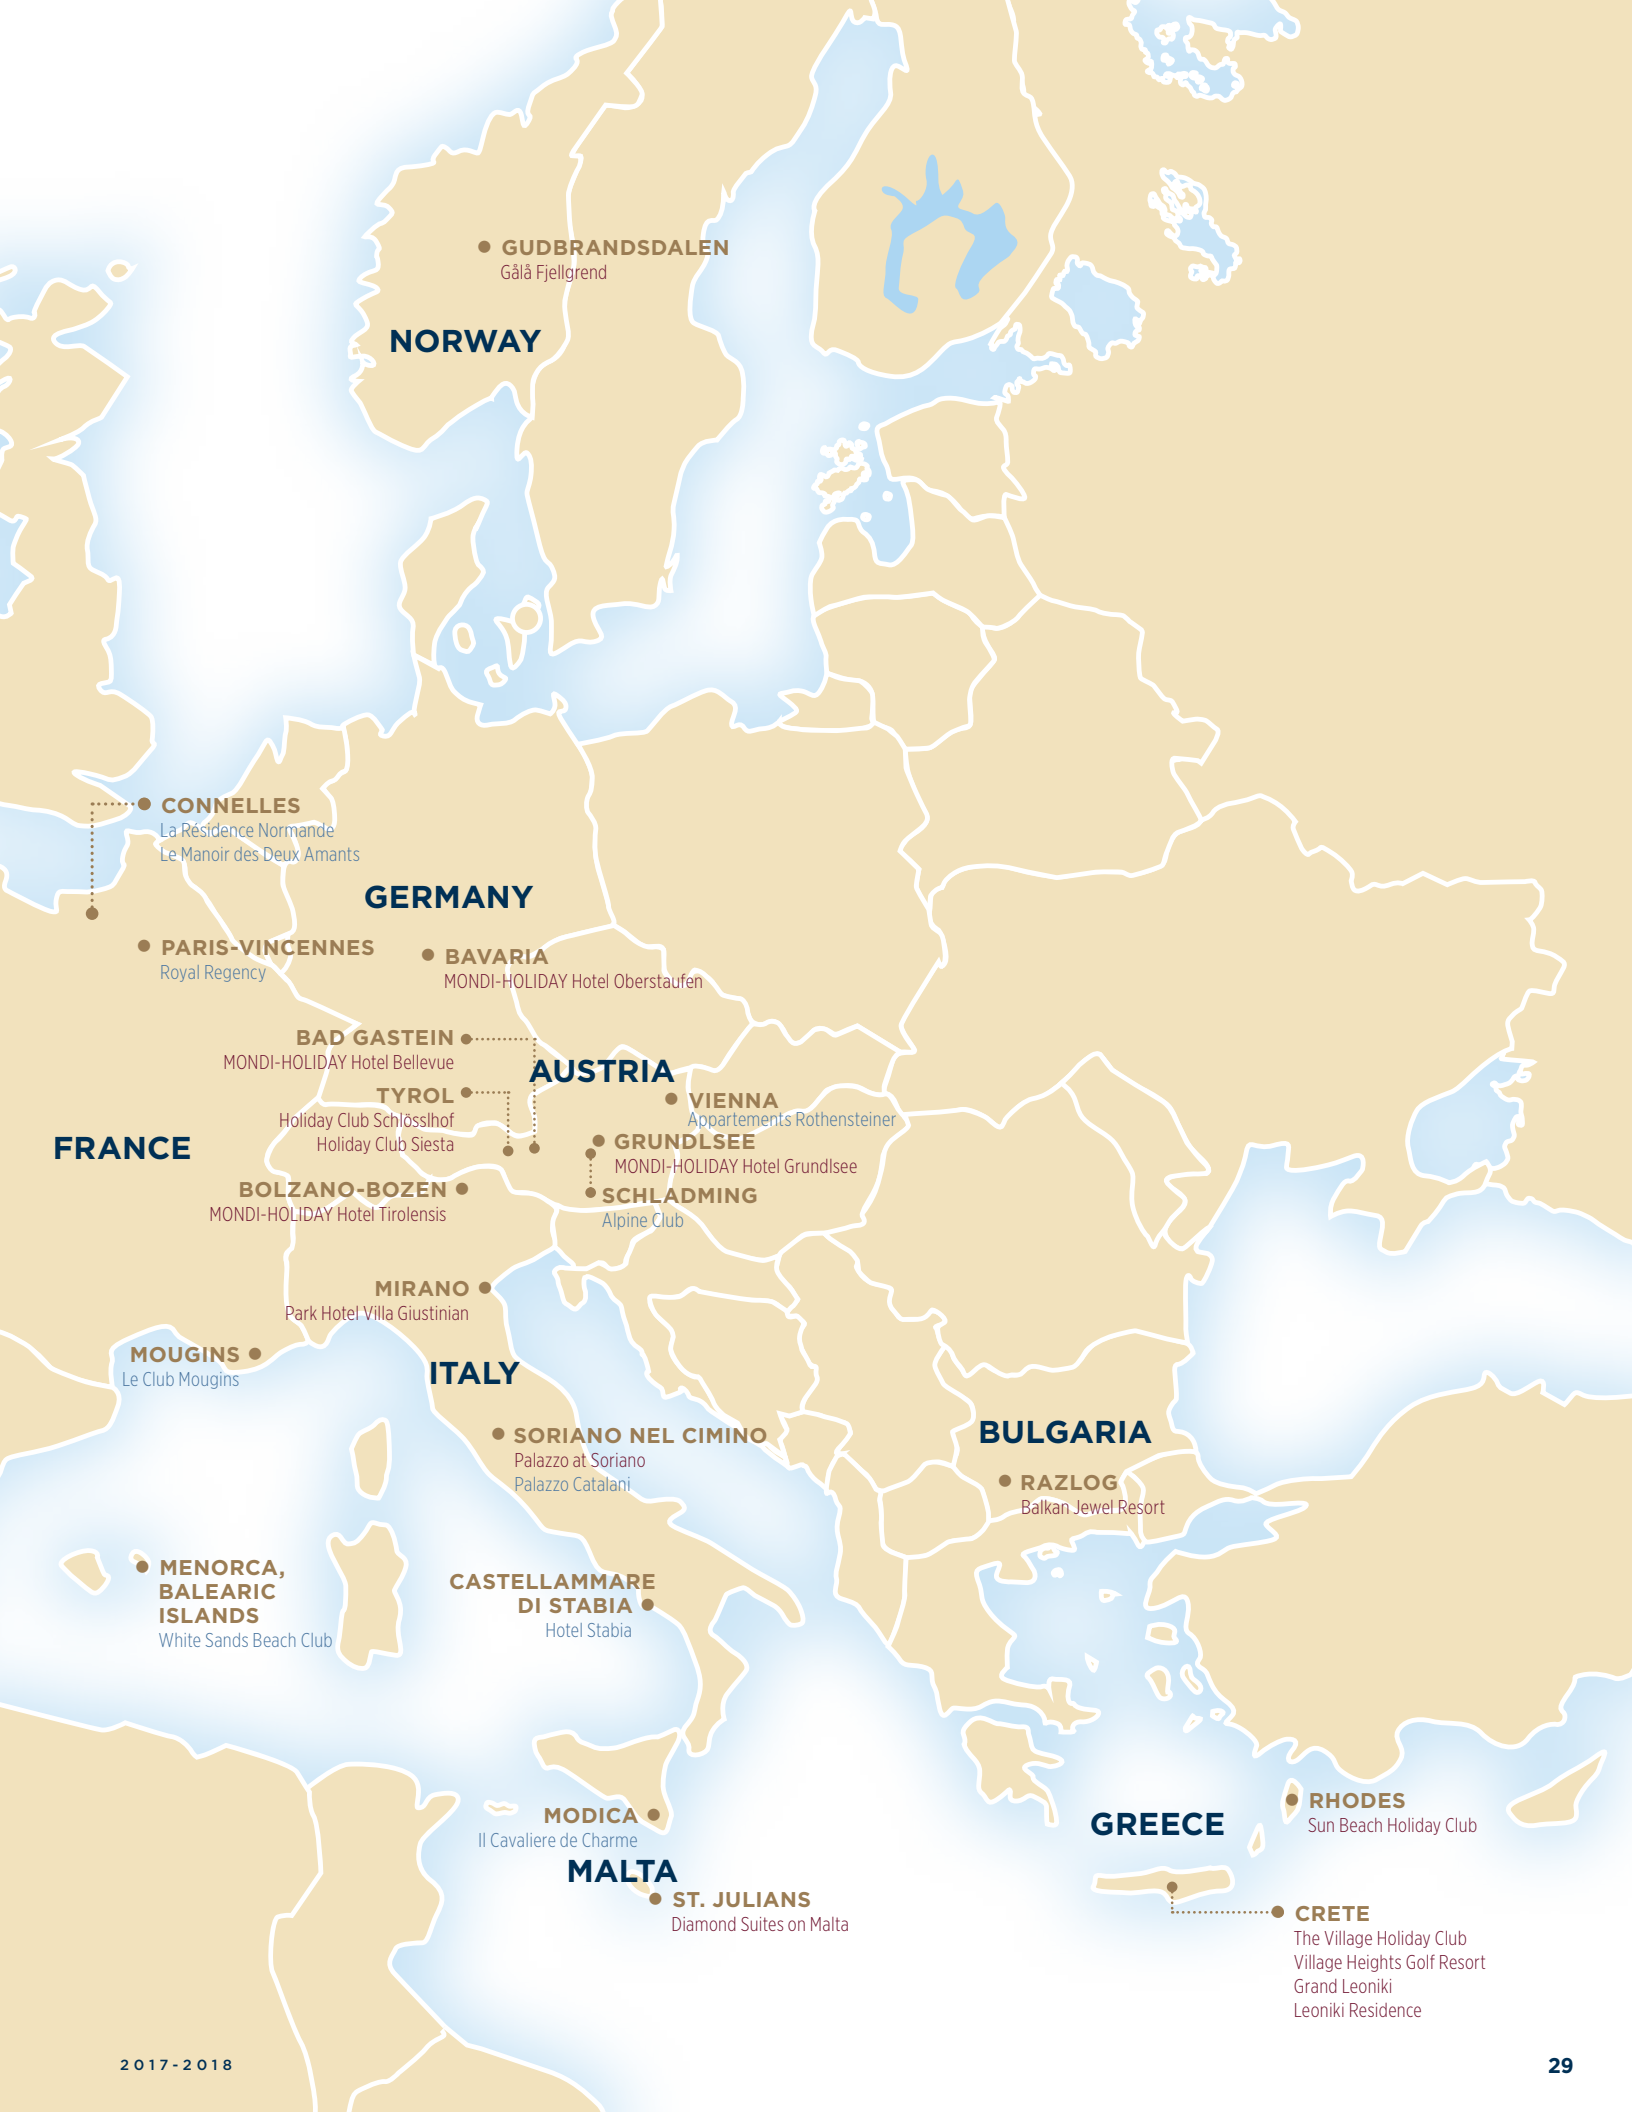 GUDBRANDSDALEN
Gålå Fjellgrend
NORWAY
CONNELLES
La Résidence Normande
Le Manoir des Deux Amants
GERMANY
PARIS-VINCENNES
Royal Regency
BAVARIA
MONDI-HOLIDAY Hotel Oberstaufen
BAD GASTEIN
MONDI-HOLIDAY Hotel Bellevue
AUSTRIA
TYROL
Holiday Club Schlösslhof
Holiday Club Siesta
VIENNA
Appartements Rothensteiner
FRANCE
GRUNDLSEE
MONDI-HOLIDAY Hotel Grundlsee
BOLZANO-BOZEN
MONDI-HOLIDAY Hotel Tirolensis
SCHLADMING
Alpine Club
MIRANO
Park Hotel Villa Giustinian
MOUGINS
Le Club Mougins
ITALY
SORIANO NEL CIMINO
Palazzo at Soriano
Palazzo Catalani
BULGARIA
RAZLOG
Balkan Jewel Resort
MENORCA,
BALEARIC
ISLANDS
White Sands Beach Club
CASTELLAMMARE
DI STABIA
Hotel Stabia
MODICA
Il Cavaliere de Charme
MALTA
ST. JULIANS
Diamond Suites on Malta
GREECE
RHODES
Sun Beach Holiday Club
CRETE
The Village Holiday Club
Village Heights Golf Resort
Grand Leoniki
Leoniki Residence
2017-2018
29